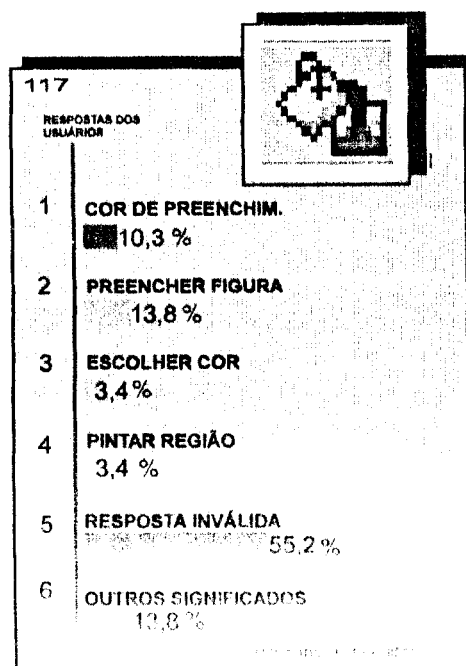 117
RESPOSTAS DOS
USUÁRIOS
1 COR DE PREENCHIM.
10,3 %
2 PREENCHER FIGURA
13,8 %
3 ESCOLHER COR
3,4%
4 PINTAR REGIÃO
3,4 %
5 RESPOSTA INVÁLIDA
55,2 %
6 OUTROS SIGNIFICADOS
13,8 %